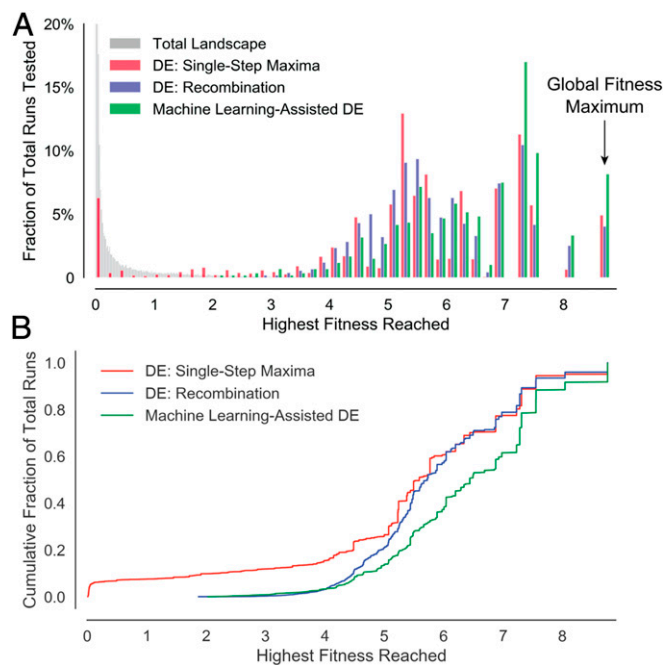 A
20%
15%
10%
5%
0
Fraction of Total Runs Tested
Total Landscape
DE: Single-Step Maxima
DE: Recombination
Machine Learning-Assisted DE
Global Fitness
Maximum
0 1 2 3 4 5 6 7 8
Highest Fitness Reached
B
1.0
0.8
0.6
0.4
0.2
0.0
Cumulative Fraction of Total Runs
DE: Single-Step Maxima
DE: Recombination
Machine Learning-Assisted DE
0 1 2 3 4 5 6 7 8
Highest Fitness Reached